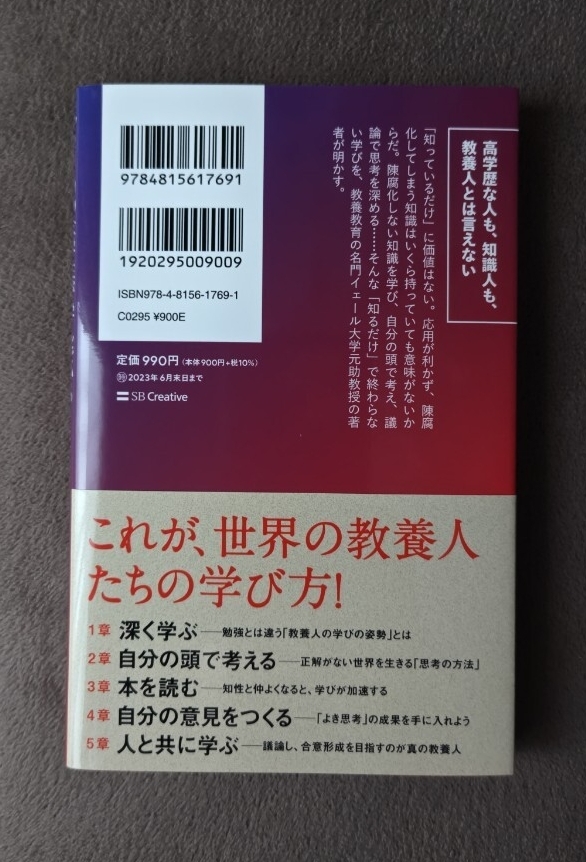 高学歴な人も、知識人も、
教養人とは言えない
「知っているだけ」に価値はない。応用が利かず、陳腐
化してしまう知識はいくら持っていても意味がないか
らだ。陳腐化しない知識を学び、自分の頭で考え、議
論で思考を深める……そんな「知るだけ」で終わらな
い学びを、教養教育の名門イェール大学元助教授の著
者が明かす。
9784815617691
1920295009009
ISBN978-4-8156-1769-1
C0295 ¥900E
定価990円(本体900円+税10%)
特2023年6月末日まで
SB Creative
これが、世界の教養人
たちの学び方!
1章 深く学ぶ——勉強とは違う「教養人の学びの姿勢」とは
2章 自分の頭で考える——正解がない世界を生きる「思考の方法」
3章 本を読む——知性と仲よくなると、学びが加速する
4章 自分の意見をつくる——「よき思考」の成果を手に入れよう
5章 人と共に学ぶ——議論し、合意形成を目指すのが真の教養人